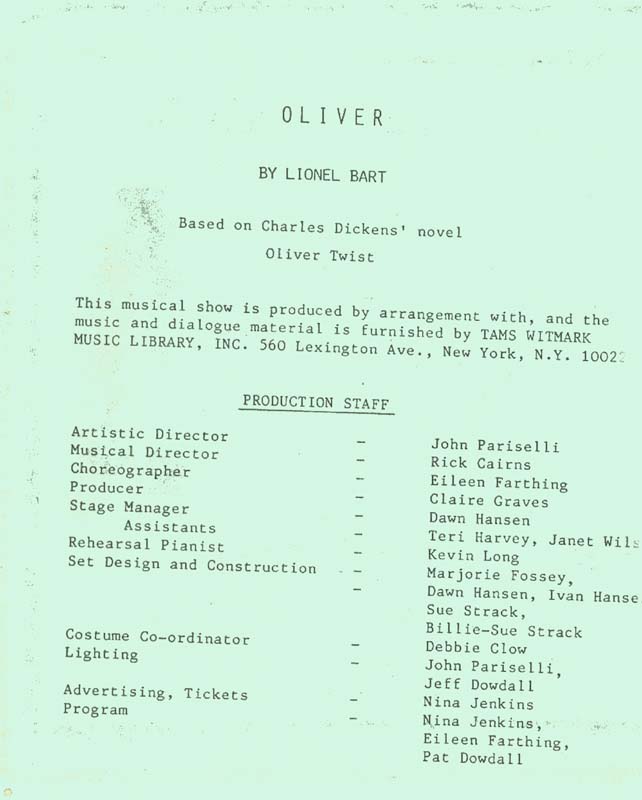 OLIVER
BY LIONEL BART
Based on Charles Dickens' novel
Oliver Twist
This musical show is produced by arrangement with, and the
music and dialogue material is furnished by TAMS WITMARK
MUSIC LIBRARY, INC. 560 Lexington Ave., New York, N.Y.
PRODUCTION STAFF
Artistic Director - John Pariselli
Musical Director - Rick Cairns
Choreographer - Eileen Farthing
Producer - Claire Graves
Stage Manager - Dawn Hansen
Assistants - Teri Harvey, Janet Wils
Rehearsal Pianist - Kevin Long
Set Design and Construction - Marjorie Fossey,
- Dawn Hansen, Ivan Hanse
Sue Strack,
Billie-Sue Strack
Costume Co-ordinator - Debbie Clow
Lighting - John Pariselli,
Jeff Dowdall
Advertising, Tickets - Nina Jenkins
Program - Nina Jenkins,
Eileen Farthing,
Pat Dowdall